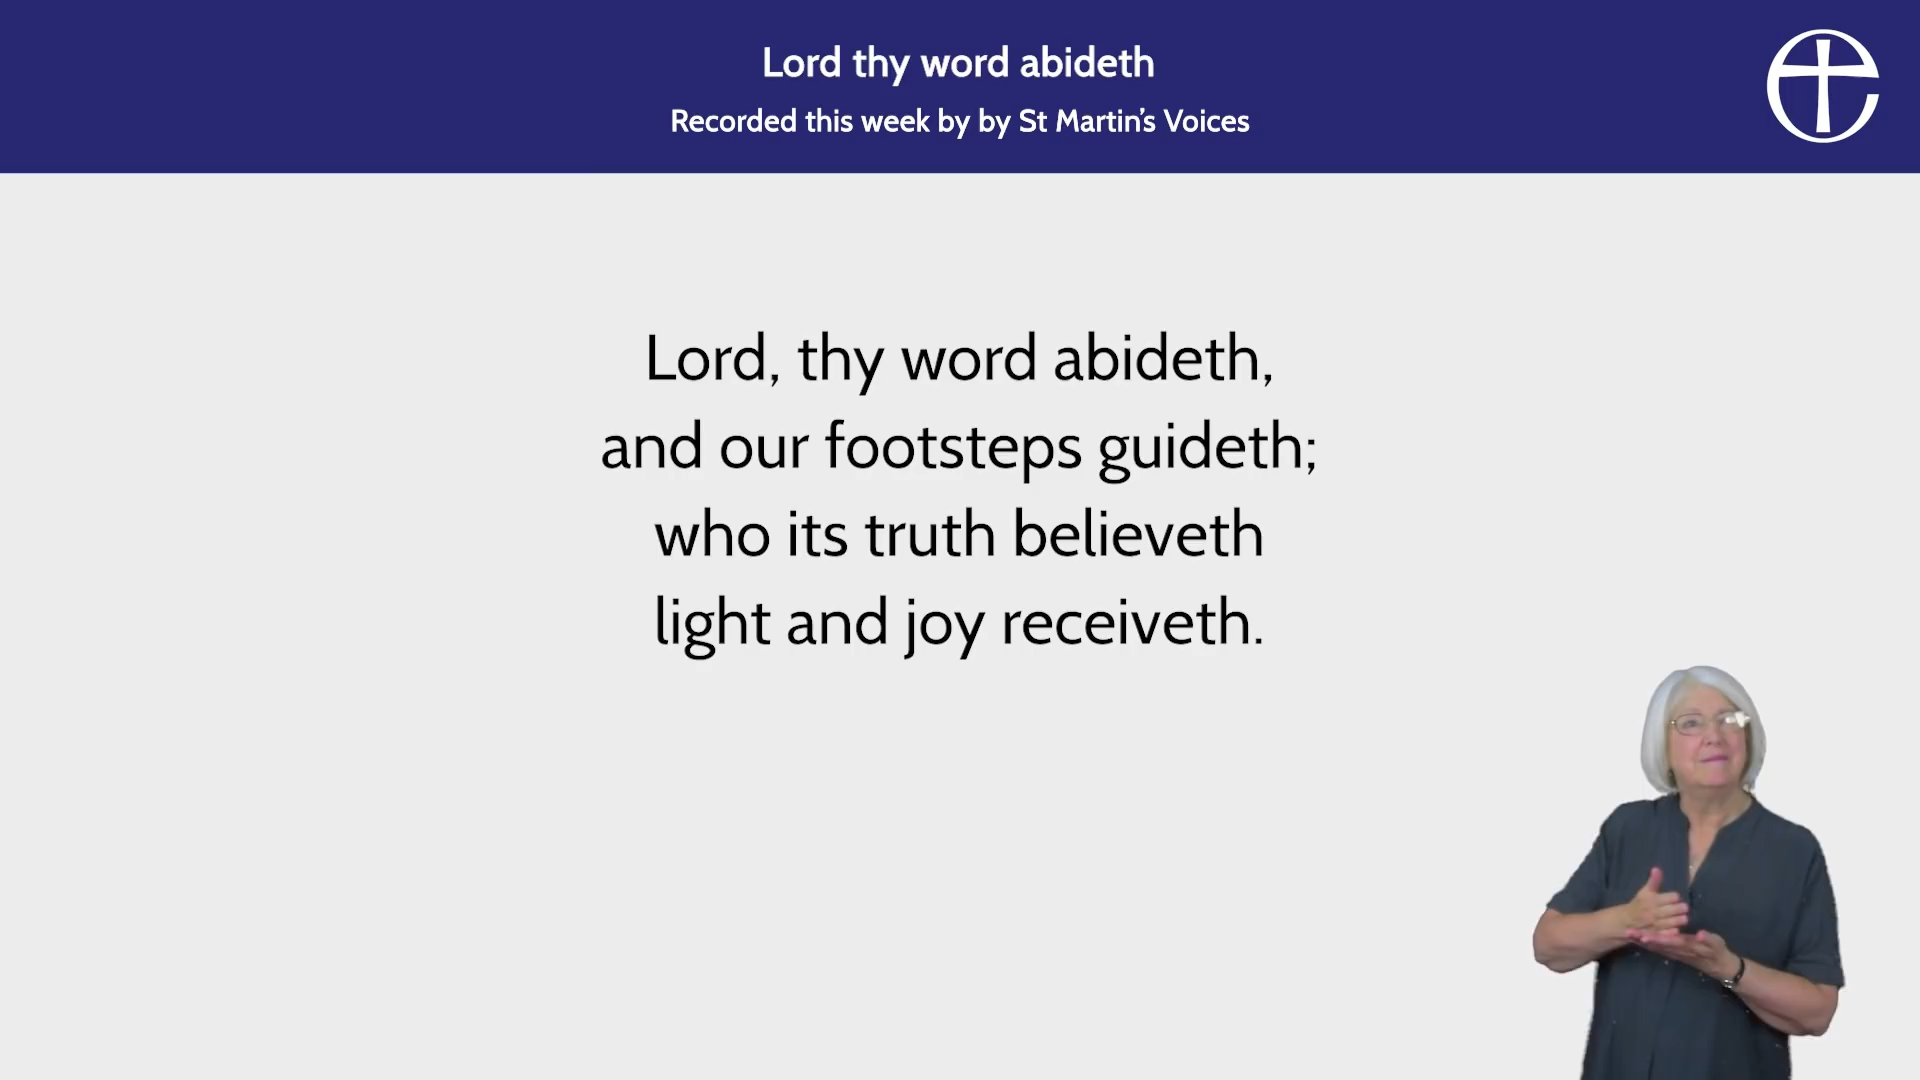 Lord thy word abideth
Recorded this week by by St Martin's Voices
Lord, thy word abideth,
and our footsteps guideth;
who its truth believeth
light and joy receiveth.